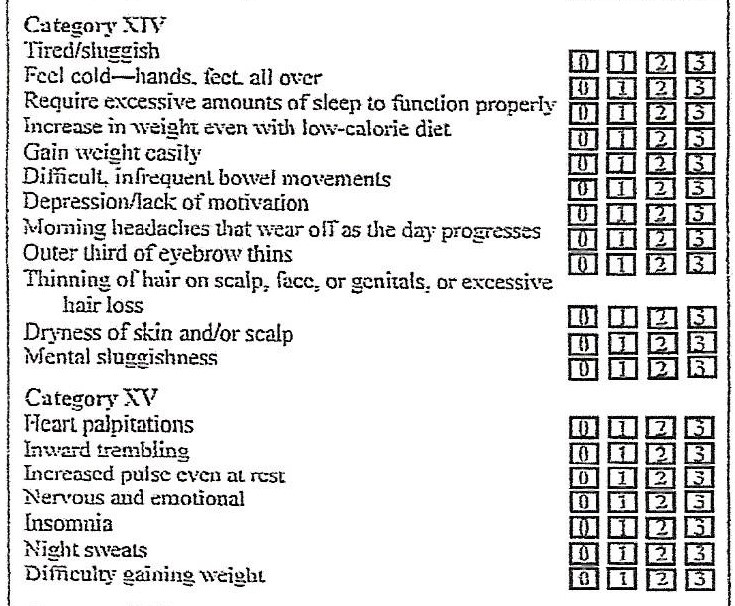 Category XIV
Tired/sluggish 0 1 2 3
Feel cold—hands, feet, all over 0 1 2 3
Require excessive amounts of sleep to function properly 0 1 2 3
Increase in weight even with low-calorie diet 0 1 2 3
Gain weight easily 0 1 2 3
Difficult, infrequent bowel movements 0 1 2 3
Depression/lack of motivation 0 1 2 3
Morning headaches that wear off as the day progresses 0 1 2 3
Outer third of eyebrow thins 0 1 2 3
Thinning of hair on scalp, face, or genitals, or excessive
hair loss 0 1 2 3
Dryness of skin and/or scalp 0 1 2 3
Mental sluggishness 0 1 2 3
Category XV
Heart palpitations 0 1 2 3
Inward trembling 0 1 2 3
Increased pulse even at rest 0 1 2 3
Nervous and emotional 0 1 2 3
Insomnia 0 1 2 3
Night sweats 0 1 2 3
Difficulty gaining weight 0 1 2 3